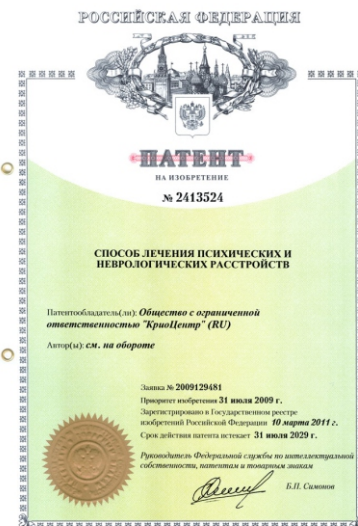 РОССИЙСКАЯ ФЕДЕРАЦИЯ
ПАТЕНТ
НА ИЗОБРЕТЕНИЕ
№ 2413524
СПОСОБ ЛЕЧЕНИЯ ПСИХИЧЕСКИХ И
НЕВРОЛОГИЧЕСКИХ РАССТРОЙСТВ
Патентообладатель(ли): Общество с ограниченной
ответственностью "КриоЦентр" (RU)
Автор(ы): см. на обороте
Заявка № 2009129481
Приоритет изобретения 31 июля 2009 г.
Зарегистрировано в Государственном реестре
изобретений Российской Федерации 10 марта 2011 г.
Срок действия патента истекает 31 июля 2029 г.
Руководитель Федеральной службы по интеллектуальной
собственности, патентам и товарным знакам
Б.П. Симонов